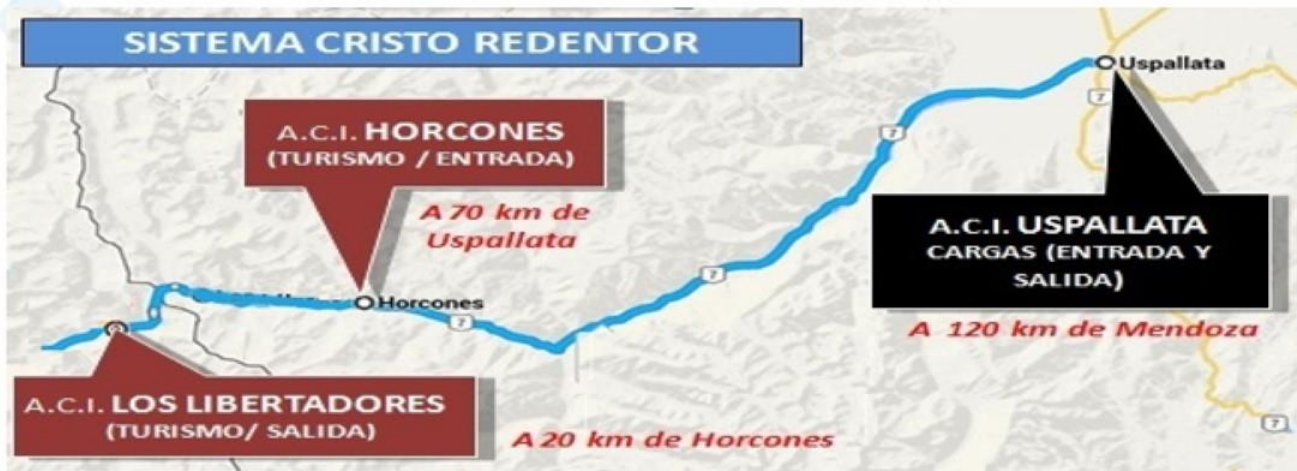 SISTEMA CRISTO REDENTOR
Uspallata
7
A.C.I. HORCONES
(TURISMO / ENTRADA)
7
A 70 km de
Uspallata
A.C.I. USPALLATA
CARGAS (ENTRADA Y
SALIDA)
7
Horcones
7
A 120 km de Mendoza
A.C.I. LOS LIBERTADORES
(TURISMO/ SALIDA)
A 20 km de Horcones
7